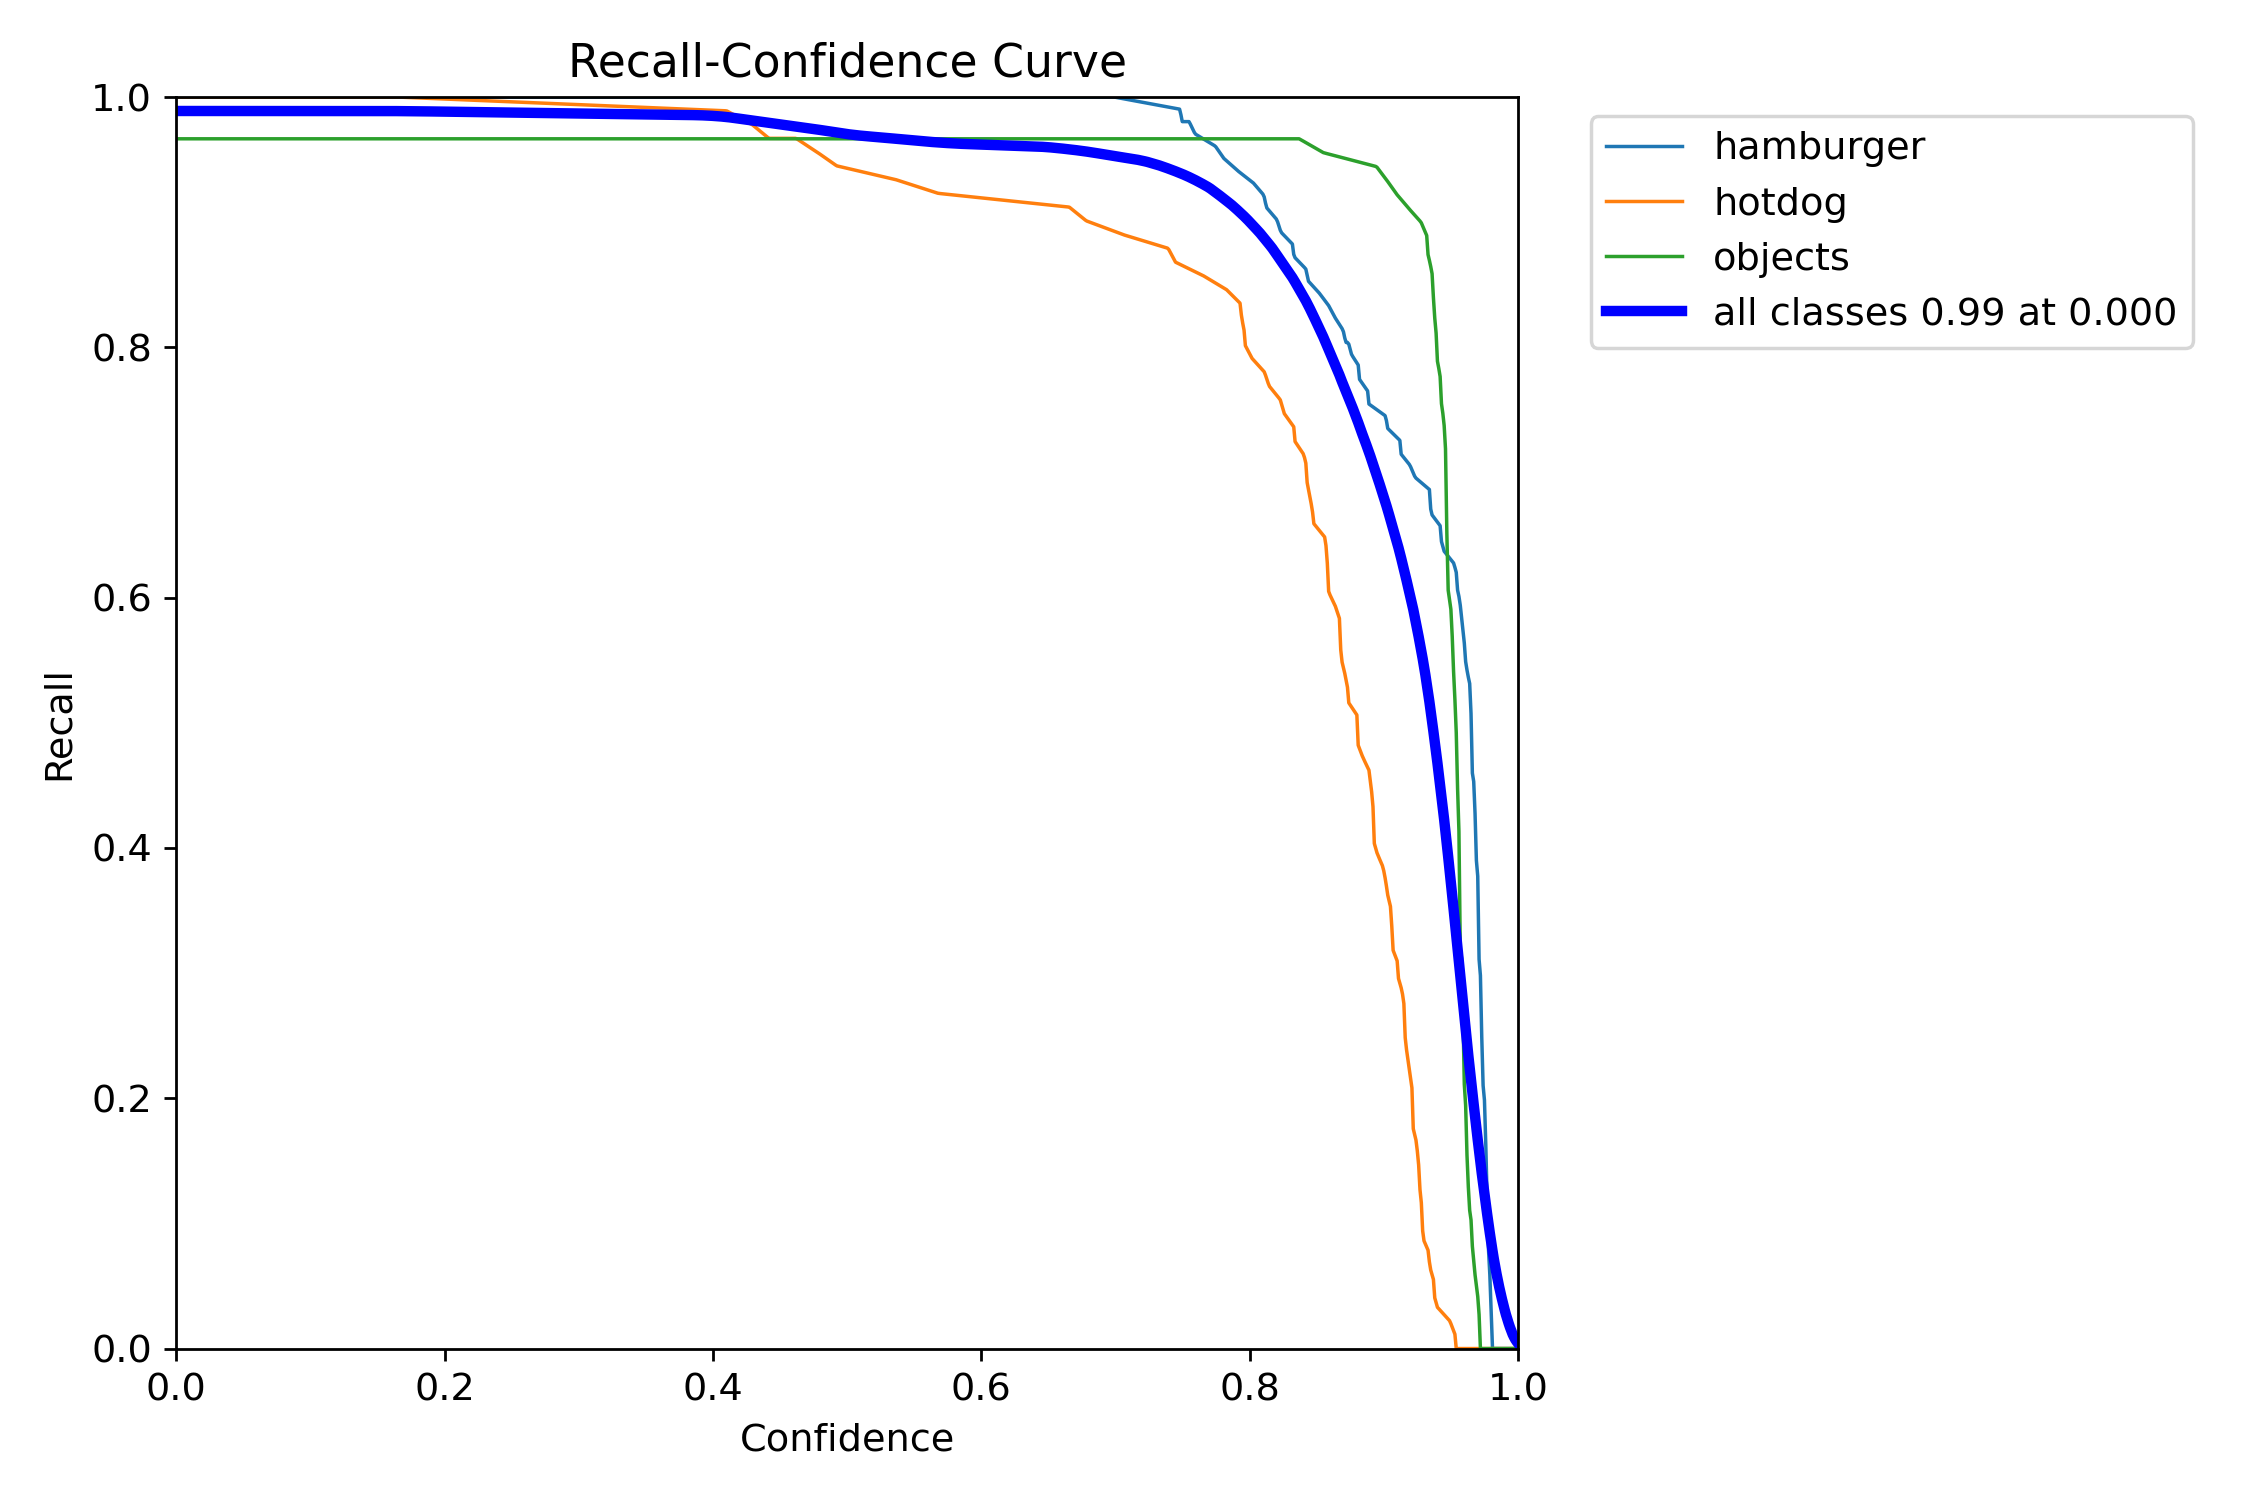 Recall-Confidence Curve
1.0
0.8
0.6
0.4
0.2
0.0
Recall
0.0 0.2 0.4 0.6 0.8 1.0
Confidence
hamburger
hotdog
objects
all classes 0.99 at 0.000